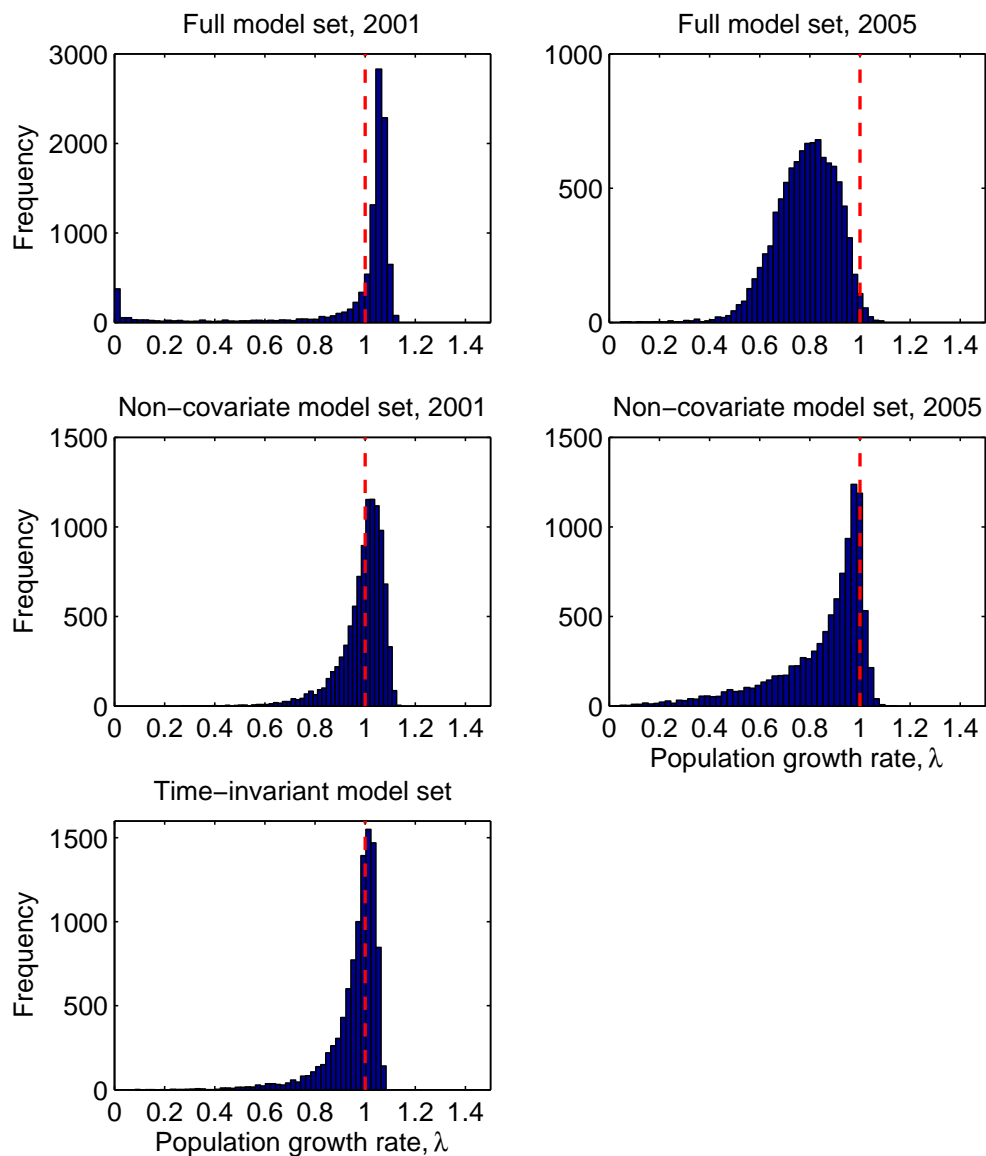 Full model set, 2001
3000
2000
1000
0
Frequency
0 0.2 0.4 0.6 0.8 1 1.2 1.4
Full model set, 2005
1000
500
0
0 0.2 0.4 0.6 0.8 1 1.2 1.4
Non−covariate model set, 2001
1500
1000
500
0
Frequency
0 0.2 0.4 0.6 0.8 1 1.2 1.4
Non−covariate model set, 2005
1500
1000
500
0
0 0.2 0.4 0.6 0.8 1 1.2 1.4
Population growth rate, λ
Time−invariant model set
1500
1000
500
0
Frequency
0 0.2 0.4 0.6 0.8 1 1.2 1.4
Population growth rate, λ